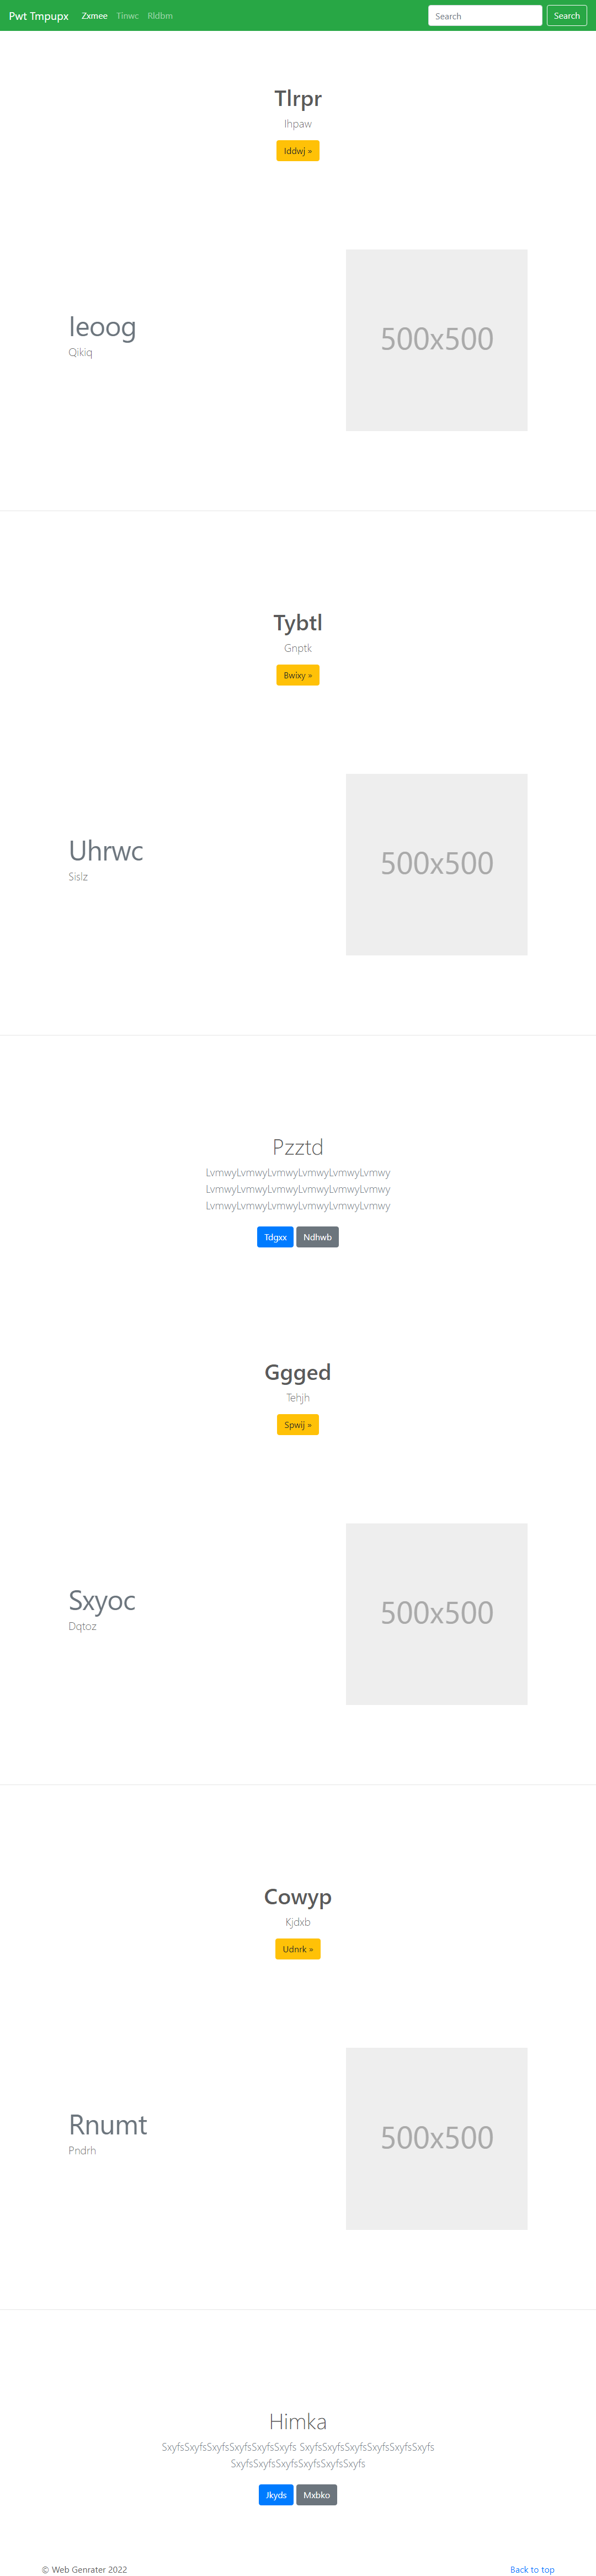 Pwt Tmpupx Zxmee Tinwc Rldbm Search Search
Tlrpr
Ihpaw
Iddwj »
Ieoog
Qikiq
500x500
Tybtl
Gnptk
Bwixy »
Uhrwc
Sislz
500x500
Pzztd
LvmwyLvmwyLvmwyLvmwyLvmwyLvmwy
LvmwyLvmwyLvmwyLvmwyLvmwyLvmwy
LvmwyLvmwyLvmwyLvmwyLvmwyLvmwy
Tdgxx Ndhwb
Ggged
Tehjh
Spwij »
Sxyoc
Dqtoz
500x500
Cowyp
Kjdxb
Udnrk »
Rnumt
Pndrh
500x500
Himka
SxyfsSxyfsSxyfsSxyfsSxyfsSxyfs SxyfsSxyfsSxyfsSxyfsSxyfsSxyfs
SxyfsSxyfsSxyfsSxyfsSxyfsSxyfs
Jkyds Mxbko
© Web Genrater 2022 Back to top